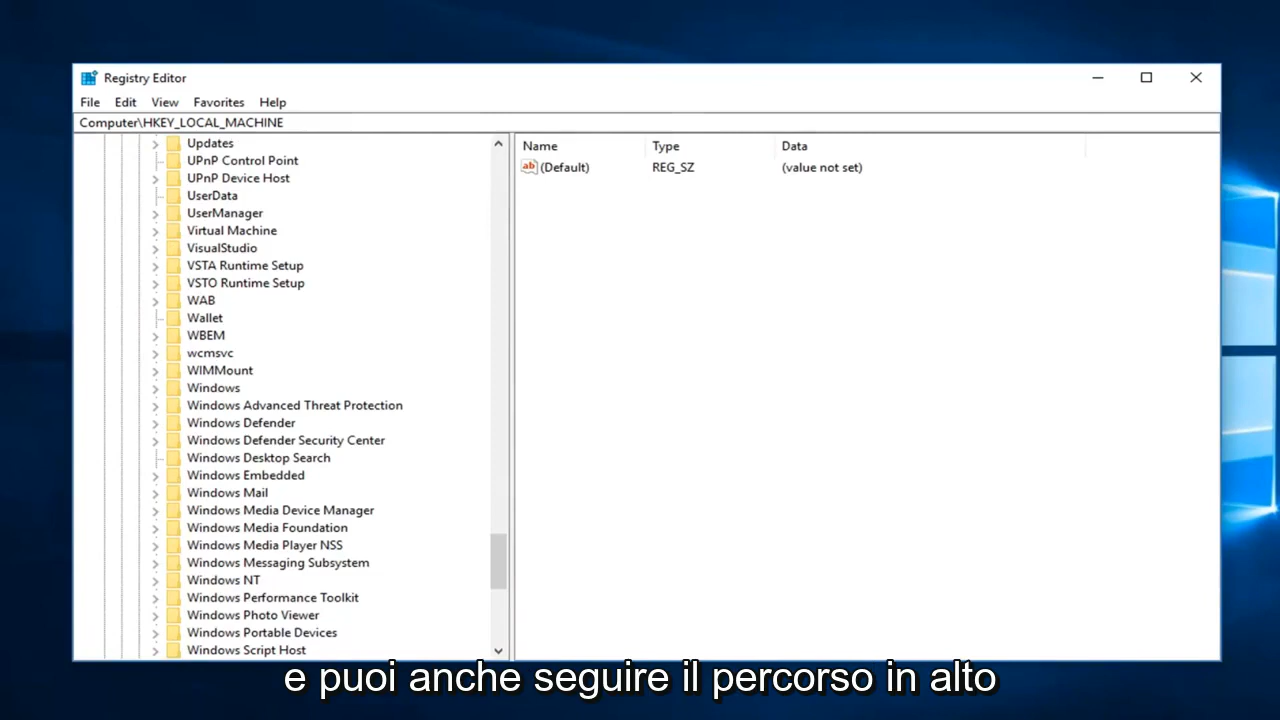 Registry Editor
File Edit View Favorites Help
Computer\HKEY_LOCAL_MACHINE
Updates
UPnP Control Point
UPnP Device Host
UserData
UserManager
Virtual Machine
VisualStudio
VSTA Runtime Setup
VSTO Runtime Setup
WAB
Wallet
WBEM
wcmsvc
WIMMount
Windows
Windows Advanced Threat Protection
Windows Defender
Windows Defender Security Center
Windows Desktop Search
Windows Embedded
Windows Mail
Windows Media Device Manager
Windows Media Foundation
Windows Media Player NSS
Windows Messaging Subsystem
Windows NT
Windows Performance Toolkit
Windows Photo Viewer
Windows Portable Devices
Windows Script Host
Name Type Data
ab (Default) REG_SZ (value not set)
e puoi anche seguire il percorso in alto